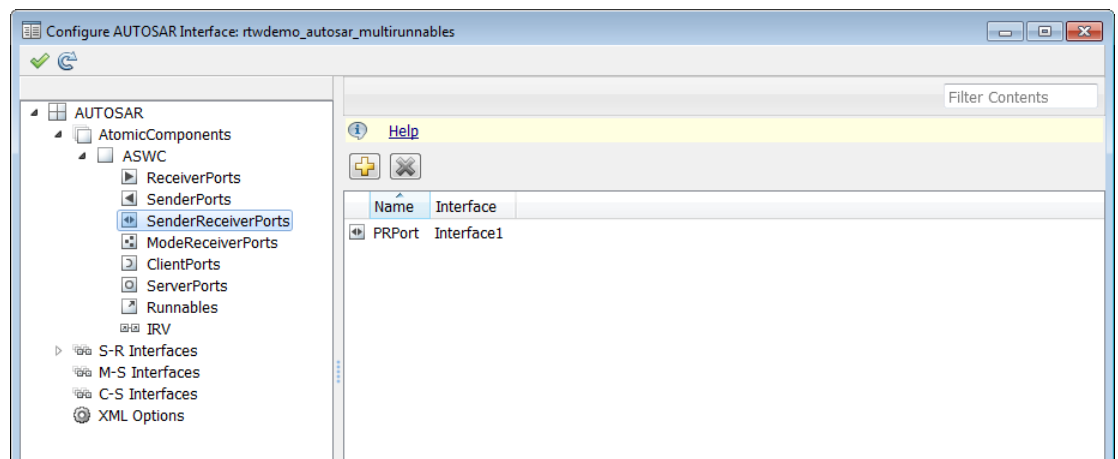 Configure AUTOSAR Interface: rtwdemo_autosar_multirunnables
Filter Contents
AUTOSAR
AtomicComponents
ASWC
ReceiverPorts
SenderPorts
SenderReceiverPorts
ModeReceiverPorts
ClientPorts
ServerPorts
Runnables
IRV
S-R Interfaces
M-S Interfaces
C-S Interfaces
XML Options
Help
Name Interface
PRPort Interface1